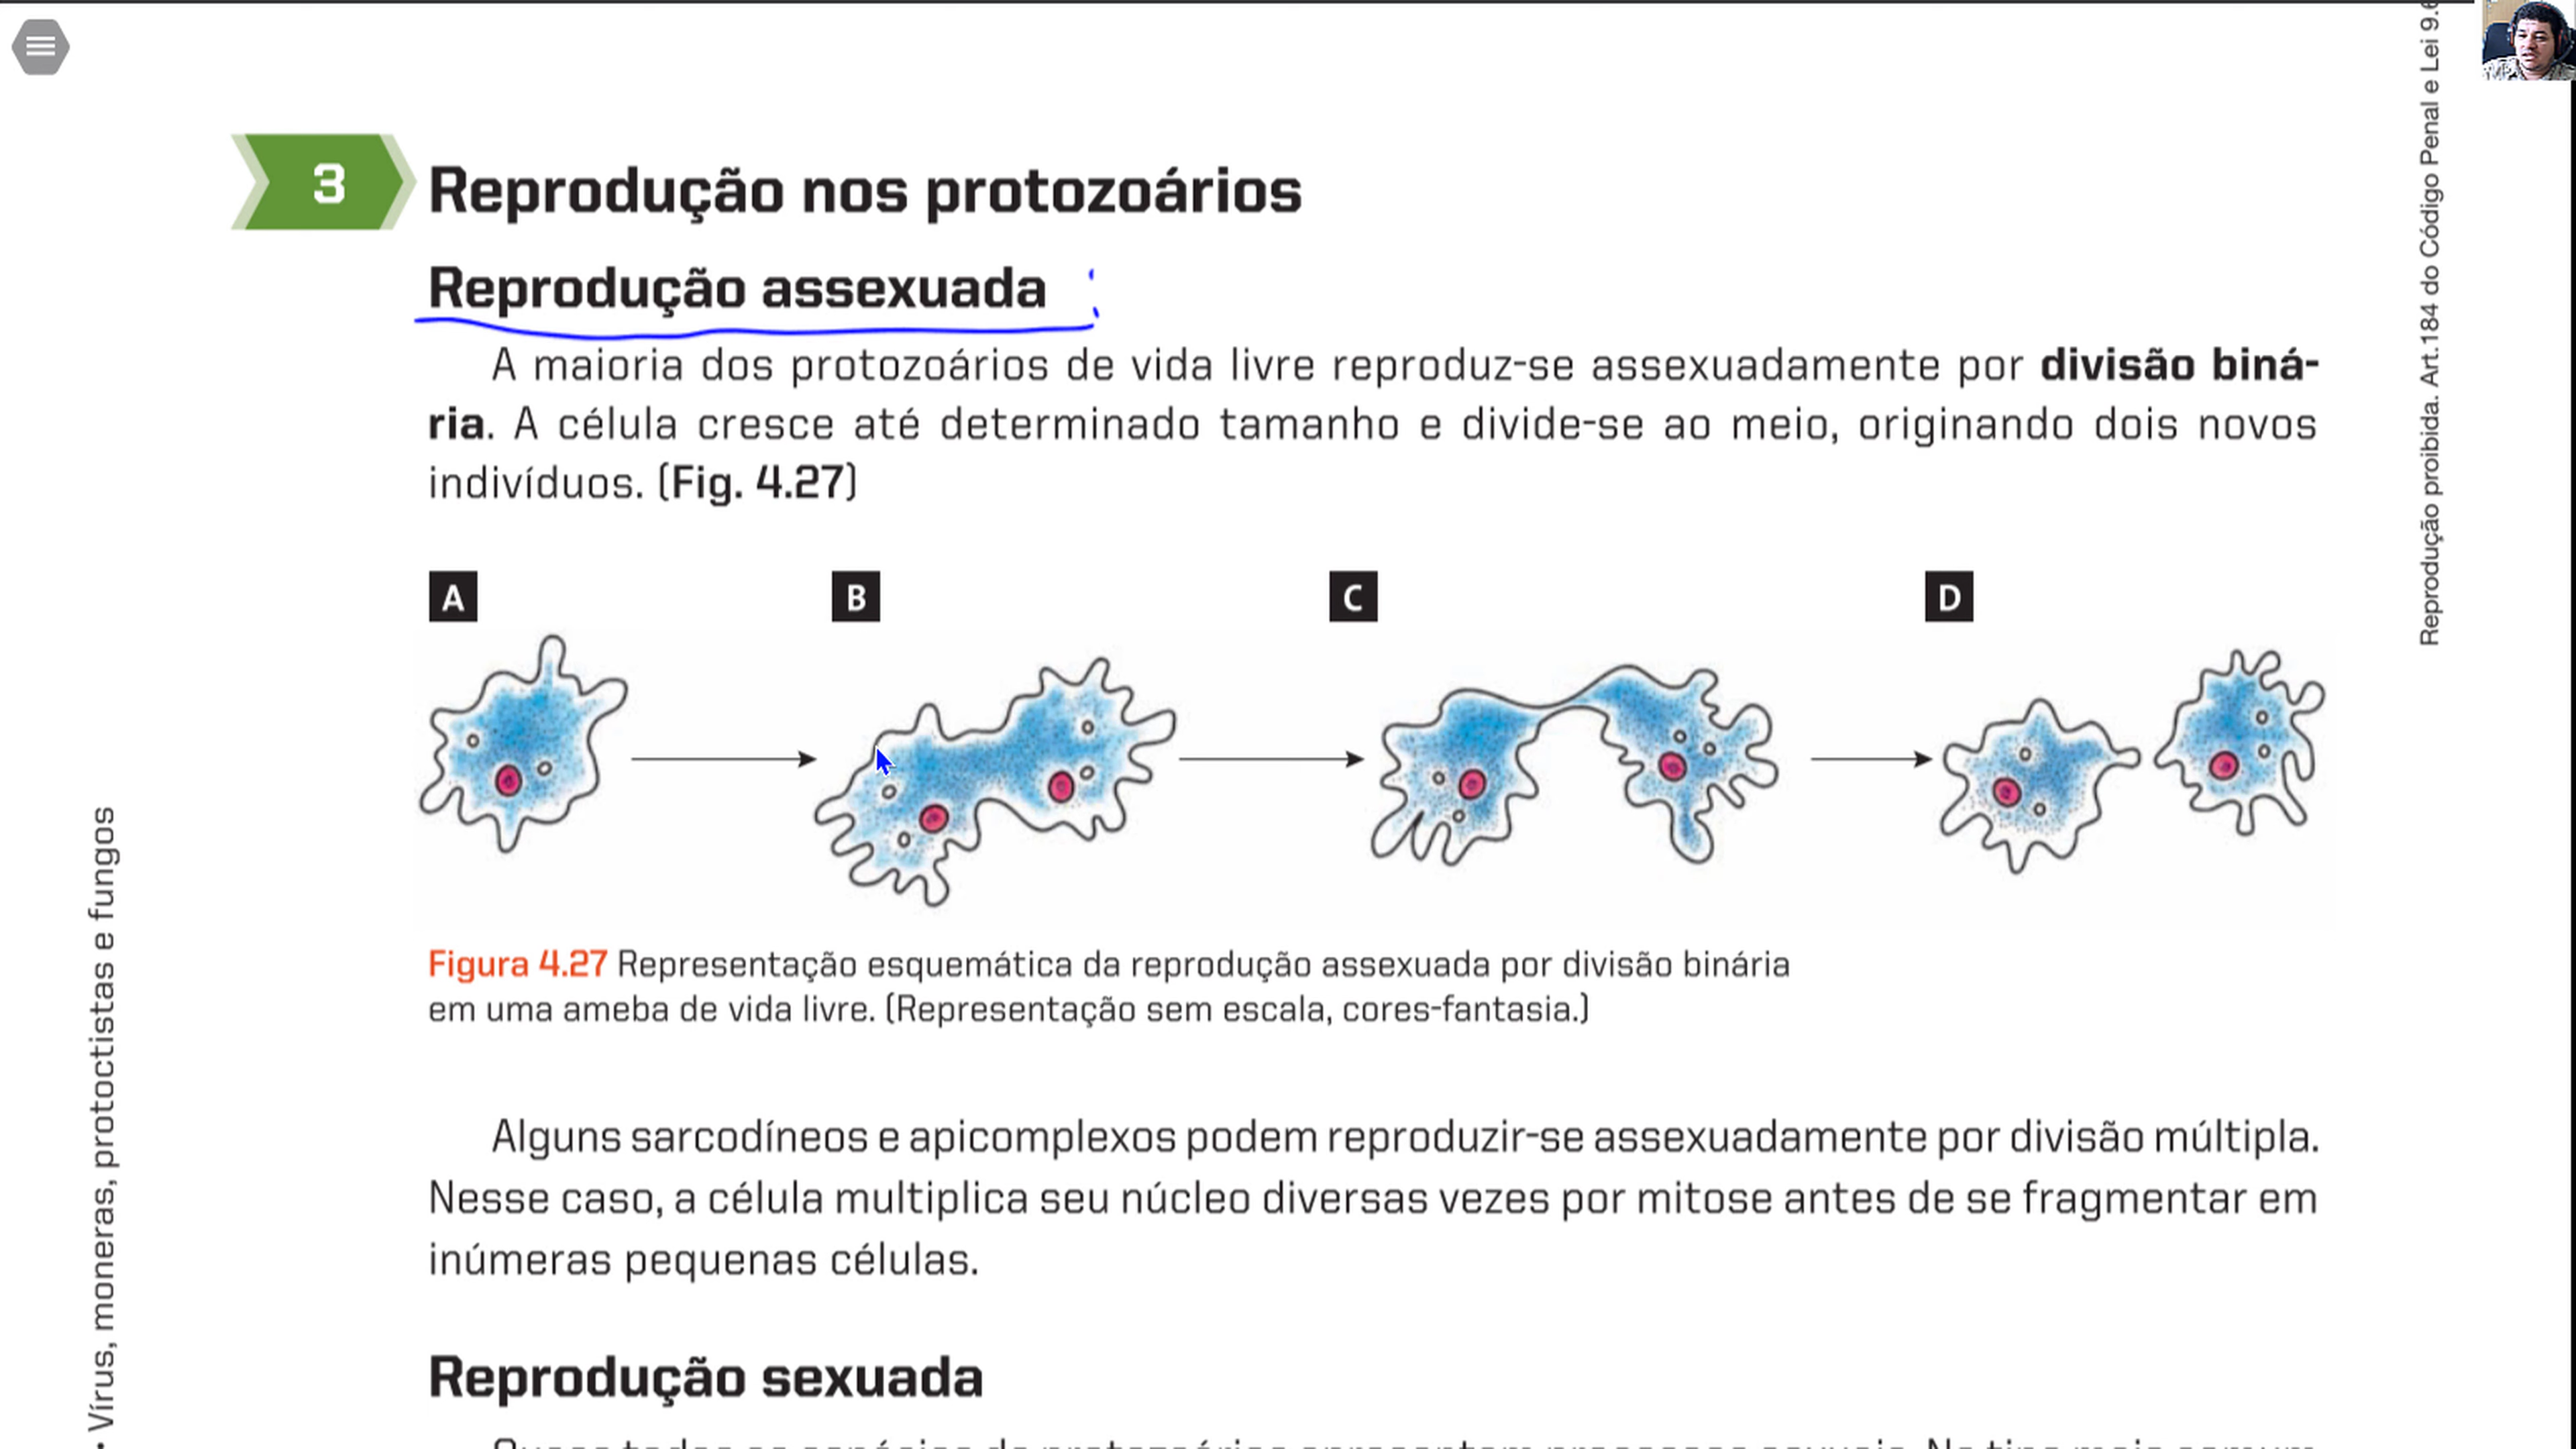 3
Reprodução nos protozoários
Reprodução assexuada
A maioria dos protozoários de vida livre reproduz-se assexuadamente por divisão biná-
ria. A célula cresce até determinado tamanho e divide-se ao meio, originando dois novos
indivíduos. (Fig. 4.27)
A
B
C
D
Figura 4.27 Representação esquemática da reprodução assexuada por divisão binária
em uma ameba de vida livre. (Representação sem escala, cores-fantasia.)
Alguns sarcodíneos e apicomplexos podem reproduzir-se assexuadamente por divisão múltipla.
Nesse caso, a célula multiplica seu núcleo diversas vezes por mitose antes de se fragmentar em
inúmeras pequenas células.
Reprodução sexuada
• Vírus, moneras, protoctistas e fungos
Reprodução proibida. Art.184 do Código Penal e Lei 9.6